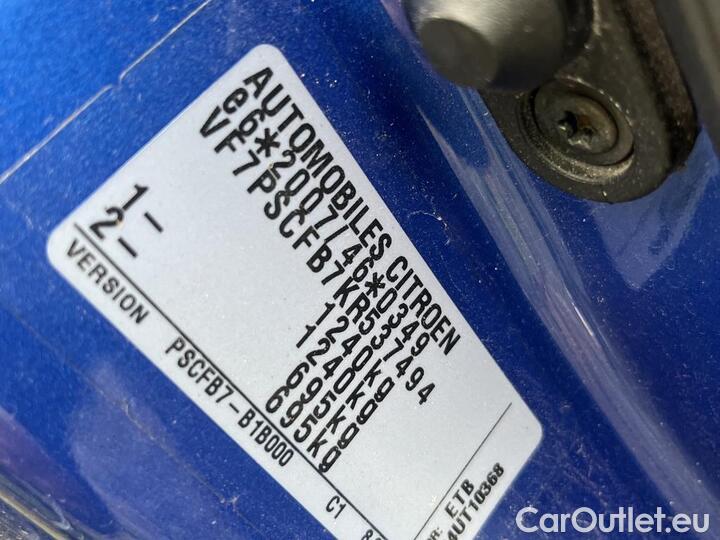 AUTOMOBILES CITROEN
e6*2007/46*0349
VF7PSCFB7KR537494
1240kg
1240kg
1- 695kg
2- 695kg
VERSION PSCFB7-B1B000 C1
ETB
4UT10368
CarOutlet.eu